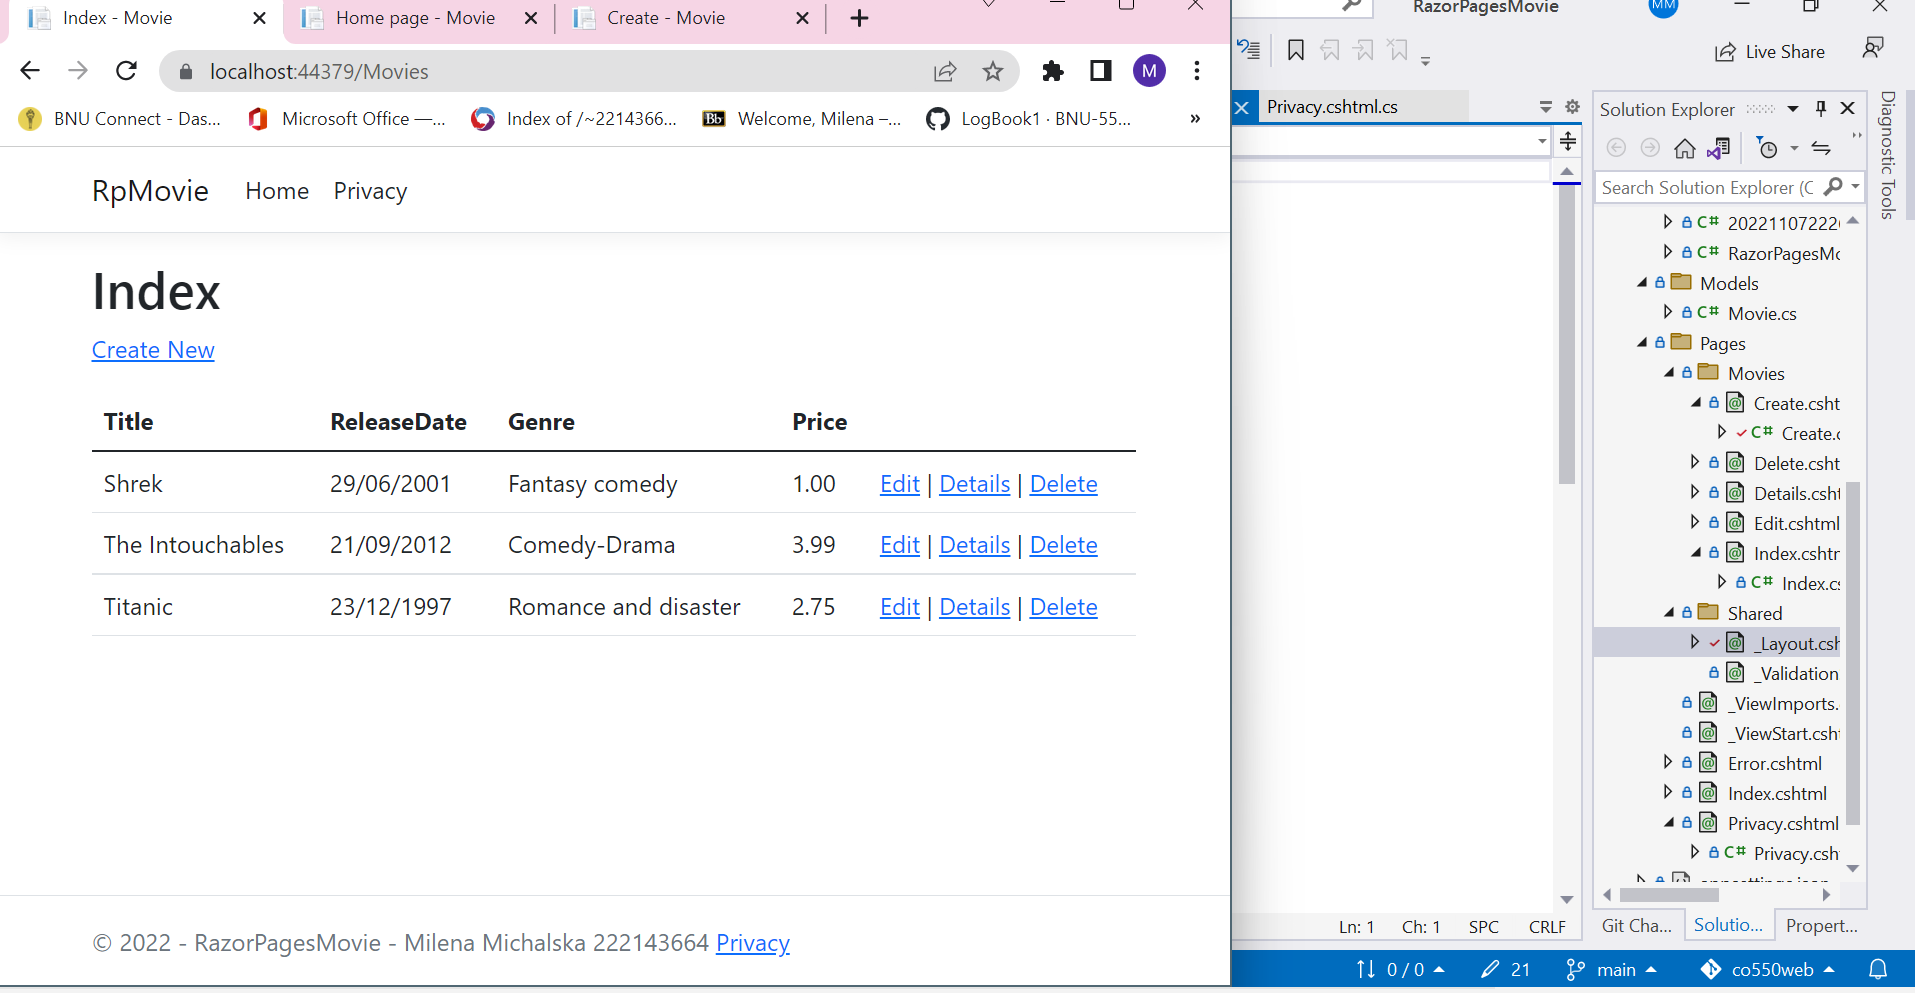 Index - Movie
Home page - Movie
Create - Movie
localhost:44379/Movies
M
BNU Connect - Das...
Microsoft Office —...
Index of /~2214366...
Bb Welcome, Milena –...
LogBook1 · BNU-55...
»
RpMovie Home Privacy
Index
Create New
Title ReleaseDate Genre Price
Shrek 29/06/2001 Fantasy comedy 1.00 Edit | Details | Delete
The Intouchables 21/09/2012 Comedy-Drama 3.99 Edit | Details | Delete
Titanic 23/12/1997 Romance and disaster 2.75 Edit | Details | Delete
© 2022 - RazorPagesMovie - Milena Michalska 222143664 Privacy
RazorPagesMovie
MM
Live Share
Privacy.cshtml.cs
Ln: 1 Ch: 1 SPC CRLF
Solution Explorer
Search Solution Explorer (C
C# 2022110722
C# RazorPagesMo
Models
C# Movie.cs
Pages
Movies
Create.csht
C# Create.c
Delete.csht
Details.csht
Edit.cshtml
Index.cshtm
C# Index.cs
Shared
_Layout.csh
_Validation
_ViewImports.
_ViewStart.csh
Error.cshtml
Index.cshtml
Privacy.cshtml
C# Privacy.csh
appsettings.json
Git Cha... Solutio... Propert...
Diagnostic Tools
0 / 0 21 main co550web